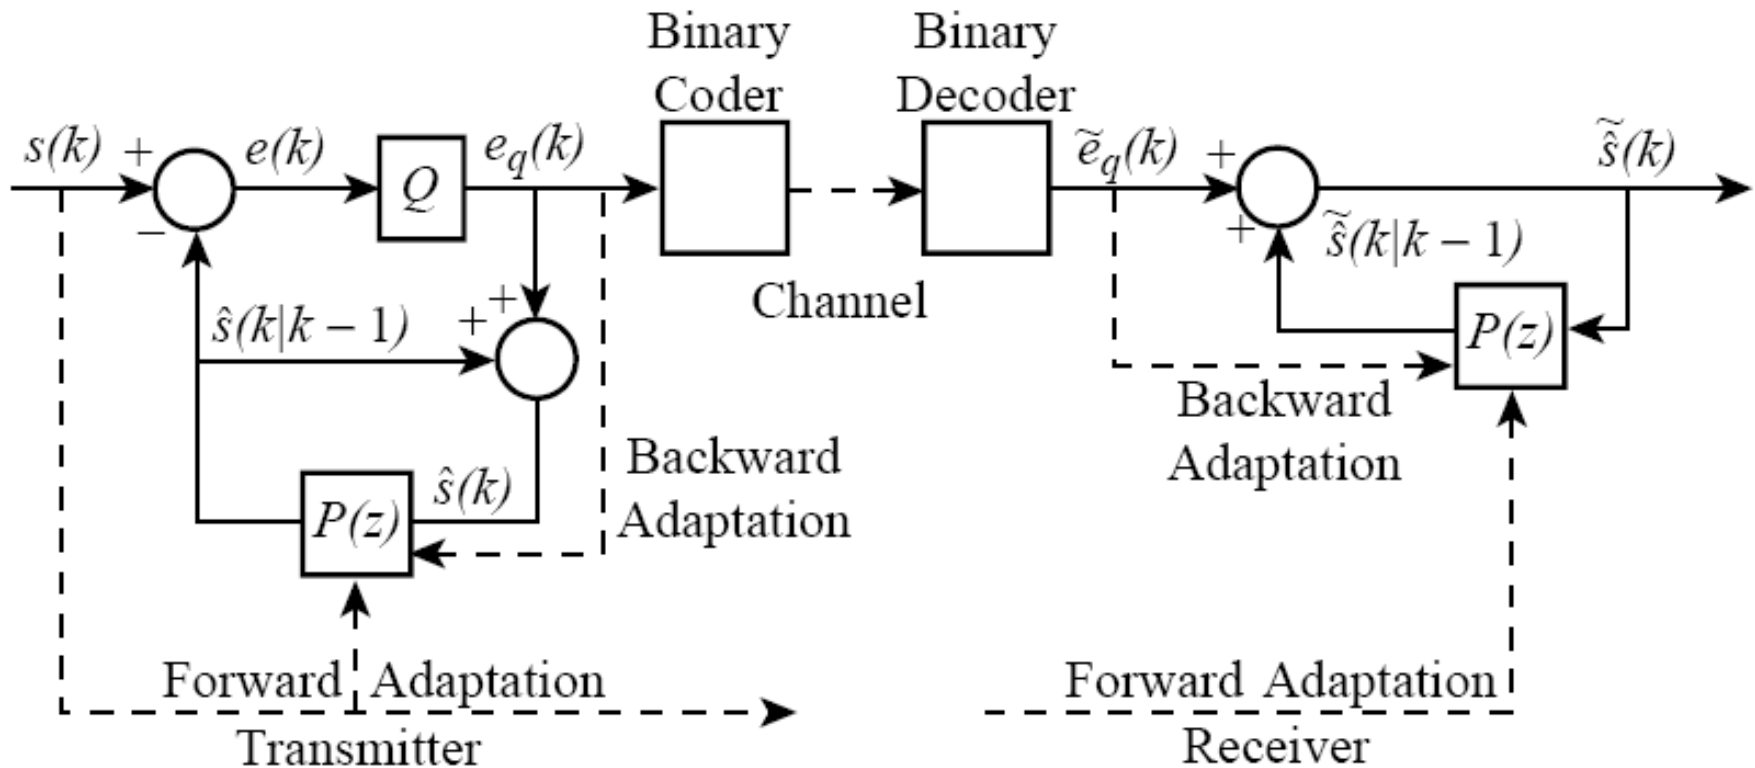 Binary
Coder
Binary
Decoder
s(k)
+
−
e(k)
Q
e_q(k)
ẽ_q(k)
+
+
s̃̂(k)
s̃̂(k|k − 1)
Channel
ŝ(k|k − 1)
+
+
P(z)
Backward
Adaptation
Backward
Adaptation
P(z)
ŝ(k)
Forward Adaptation
Transmitter
Forward Adaptation
Receiver